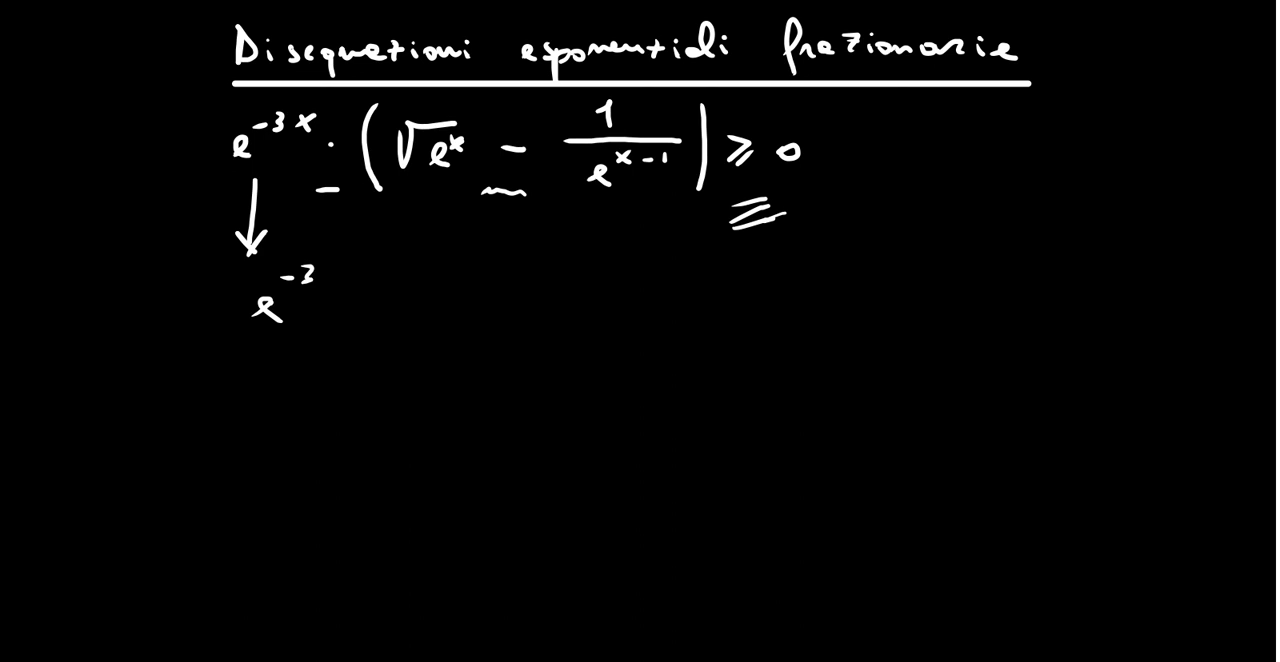 Disequazioni esponenziali frazionarie
e^{-3x} · (√e^x - 1/e^{x-1}) ≥ 0
e^{-3}